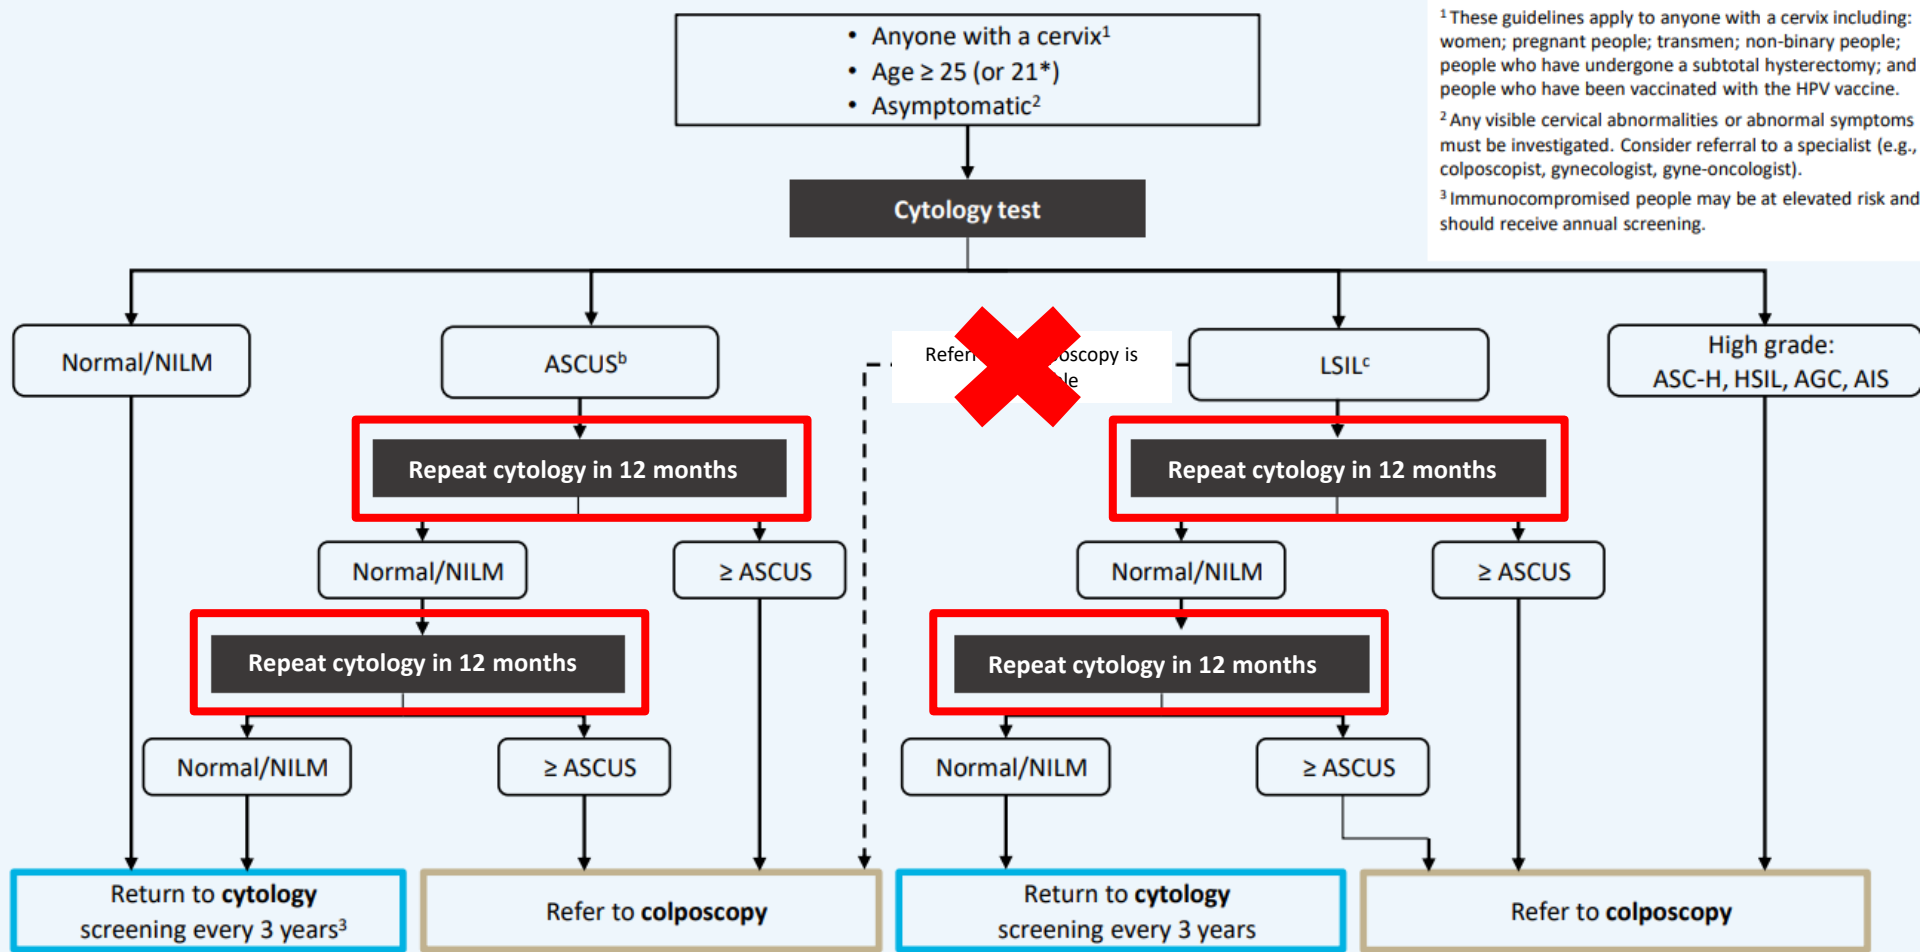 • Anyone with a cervix¹
• Age ≥ 25 (or 21*)
• Asymptomatic²
¹ These guidelines apply to anyone with a cervix including:
women; pregnant people; transmen; non-binary people;
people who have undergone a subtotal hysterectomy; and
people who have been vaccinated with the HPV vaccine.
² Any visible cervical abnormalities or abnormal symptoms
must be investigated. Consider referral to a specialist (e.g.,
colposcopist, gynecologist, gyne-oncologist).
³ Immunocompromised people may be at elevated risk and
should receive annual screening.
Cytology test
Normal/NILM
ASCUSᵇ
is
LSILᶜ
High grade:
ASC-H, HSIL, AGC, AIS
Repeat cytology in 12 months
Repeat cytology in 12 months
Normal/NILM
≥ ASCUS
Normal/NILM
≥ ASCUS
Repeat cytology in 12 months
Repeat cytology in 12 months
Normal/NILM
≥ ASCUS
Normal/NILM
≥ ASCUS
Return to cytology
screening every 3 years³
Refer to colposcopy
Return to cytology
screening every 3 years
Refer to colposcopy